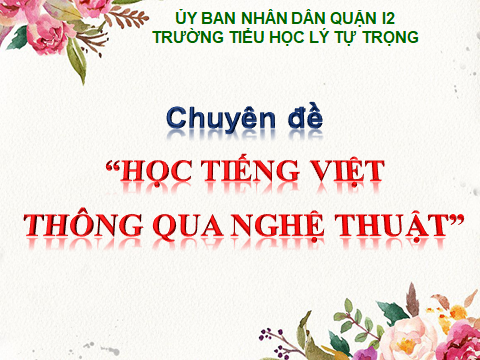 ỦY BAN NHÂN DÂN QUẬN 12
TRƯỜNG TIỂU HỌC LÝ TỰ TRỌNG
Chuyên đề
“HỌC TIẾNG VIỆT
THÔNG QUA NGHỆ THUẬT”